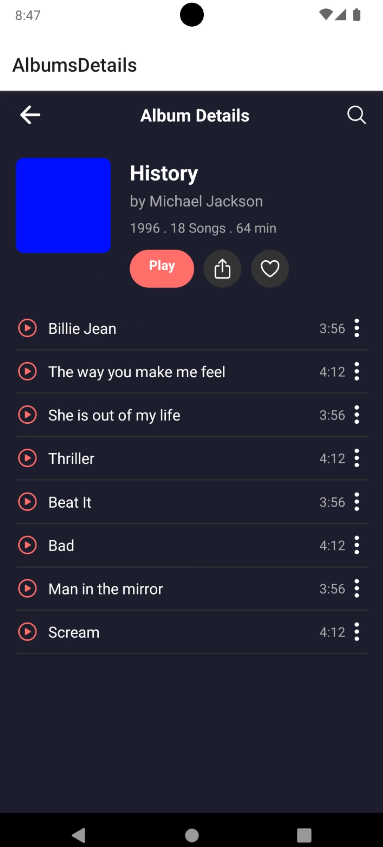 8:47
AlbumsDetails
Album Details
History
by Michael Jackson
1996 . 18 Songs . 64 min
Play
Billie Jean 3:56
The way you make me feel 4:12
She is out of my life 3:56
Thriller 4:12
Beat It 3:56
Bad 4:12
Man in the mirror 3:56
Scream 4:12